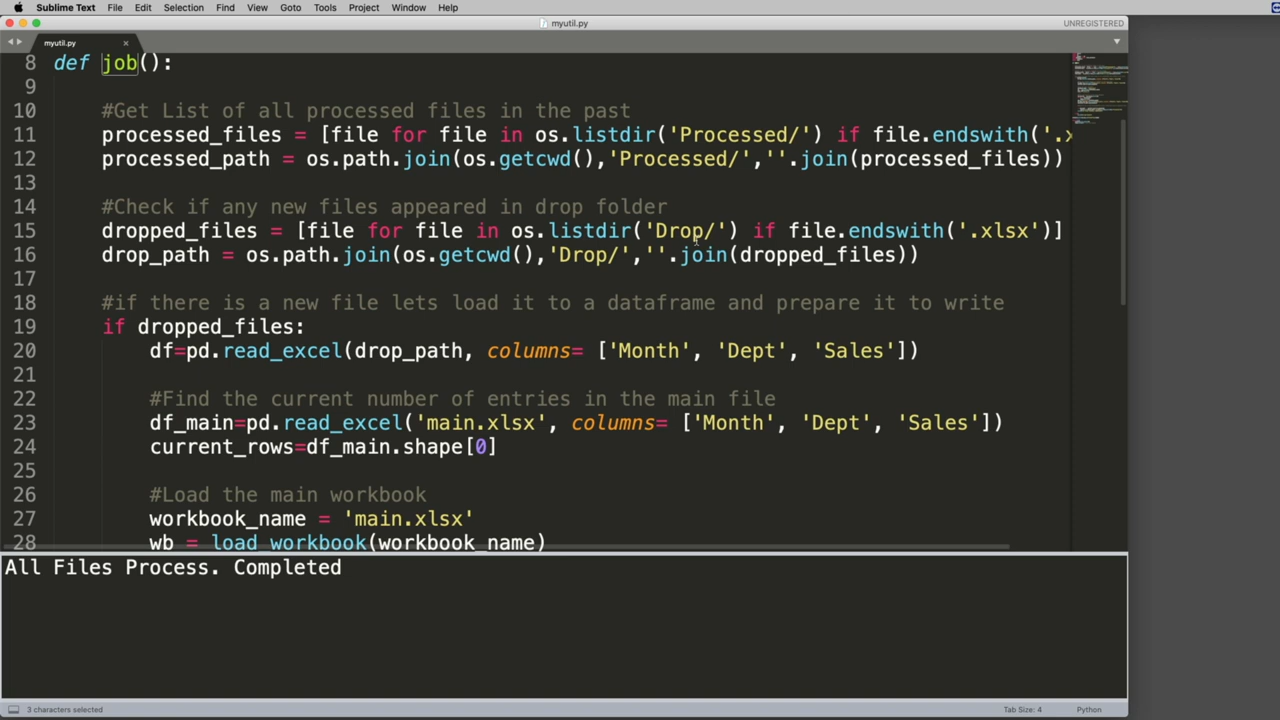 Sublime Text File Edit Selection Find View Goto Tools Project Window Help
myutil.py UNREGISTERED
myutil.py ×
8 def job():
9
10 #Get List of all processed files in the past
11 processed_files = [file for file in os.listdir('Processed/') if file.endswith('.x
12 processed_path = os.path.join(os.getcwd(),'Processed/',''.join(processed_files))
13
14 #Check if any new files appeared in drop folder
15 dropped_files = [file for file in os.listdir('Drop/') if file.endswith('.xlsx')]
16 drop_path = os.path.join(os.getcwd(),'Drop/',''.join(dropped_files))
17
18 #if there is a new file lets load it to a dataframe and prepare it to write
19 if dropped_files:
20 df=pd.read_excel(drop_path, columns= ['Month', 'Dept', 'Sales'])
21
22 #Find the current number of entries in the main file
23 df_main=pd.read_excel('main.xlsx', columns= ['Month', 'Dept', 'Sales'])
24 current_rows=df_main.shape[0]
25
26 #Load the main workbook
27 workbook_name = 'main.xlsx'
28 wb = load_workbook(workbook_name)
All Files Process. Completed
3 characters selected Tab Size: 4 Python